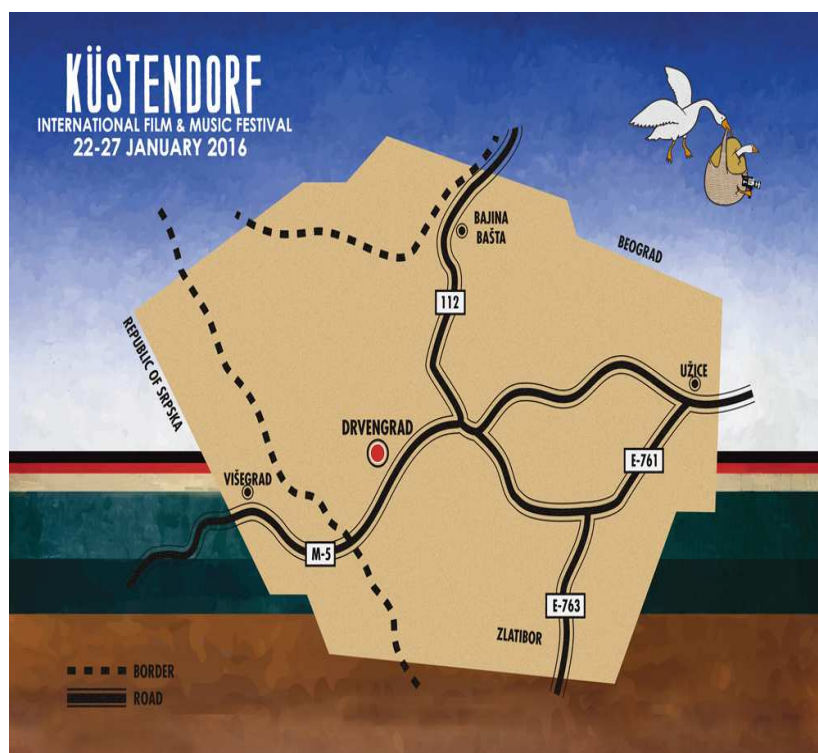 KÜSTENDORF
INTERNATIONAL FILM & MUSIC FESTIVAL
22-27 JANUARY 2016
BAJINA
BAŠTA
BEOGRAD
112
REPUBLIC OF SRPSKA
UŽICE
DRVENGRAD
E-761
VIŠEGRAD
M-5
E-763
ZLATIBOR
BORDER
ROAD